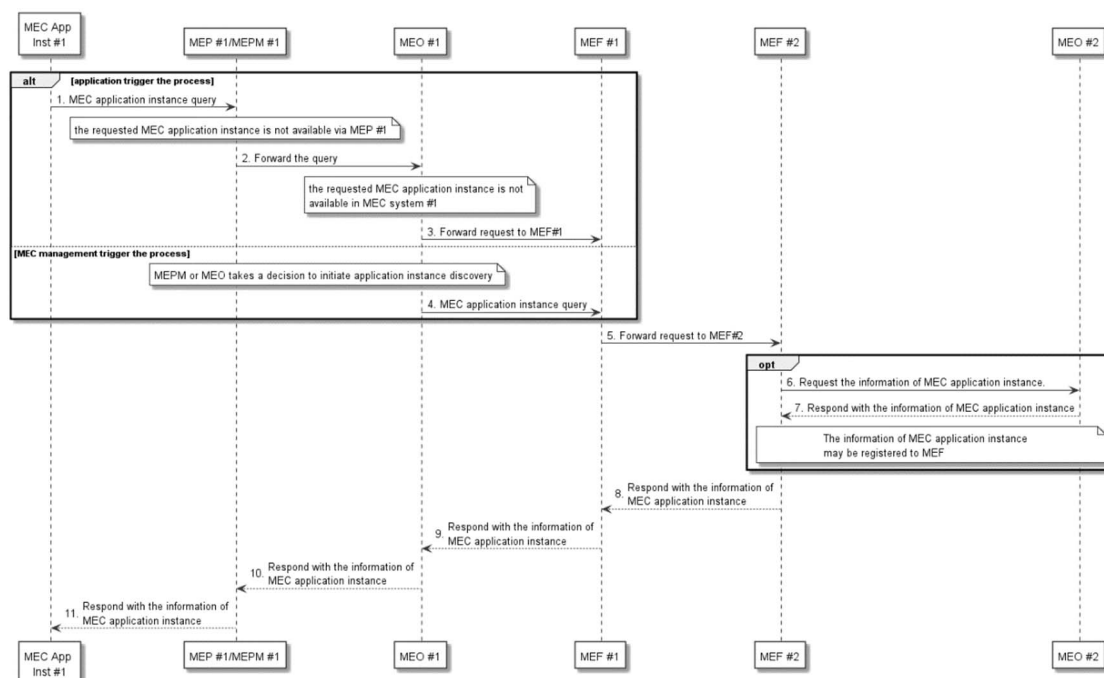 MEC App
Inst #1
MEP #1/MEPM #1
MEO #1
MEF #1
MEF #2
MEO #2
alt
[application trigger the process]
1. MEC application instance query
the requested MEC application instance is not available via MEP #1
2. Forward the query
the requested MEC application instance is not
available in MEC system #1
3. Forward request to MEF#1
[MEC management trigger the process]
MEPM or MEO takes a decision to initiate application instance discovery
4. MEC application instance query
5. Forward request to MEF#2
opt
6. Request the information of MEC application instance.
7. Respond with the information of MEC application instance
The information of MEC application instance
may be registered to MEF
8. Respond with the information of
MEC application instance
9. Respond with the information of
MEC application instance
10. Respond with the information of
MEC application instance
11. Respond with the information of
MEC application instance
MEC App
Inst #1
MEP #1/MEPM #1
MEO #1
MEF #1
MEF #2
MEO #2